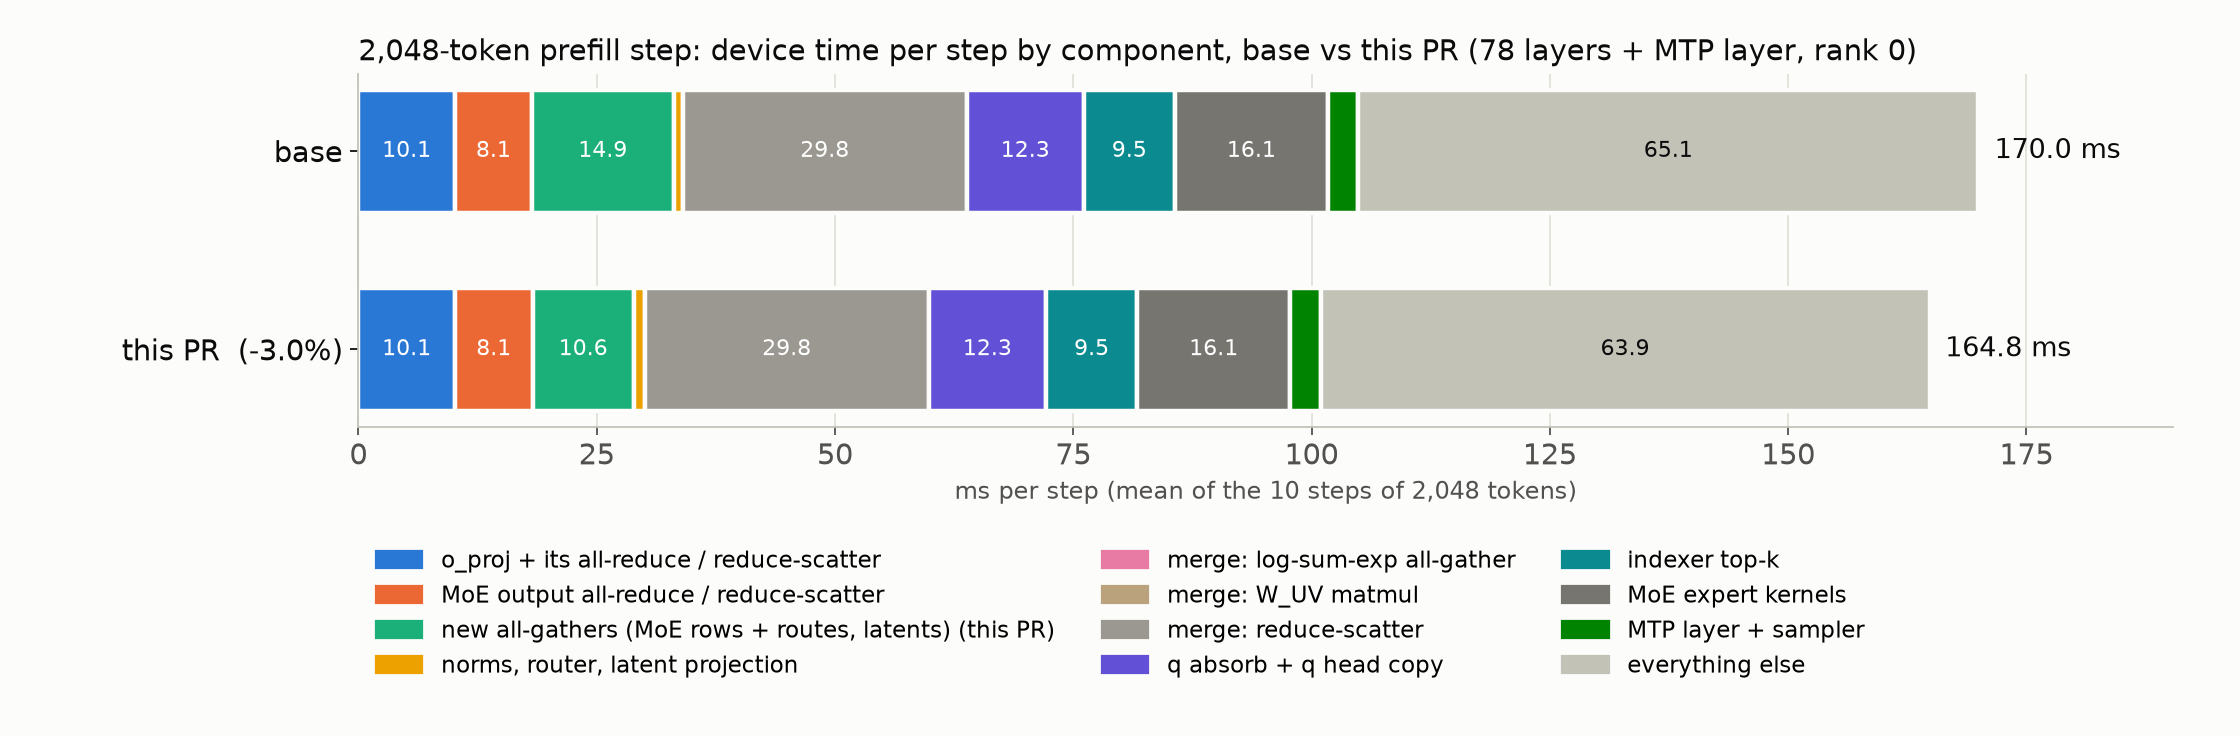 2,048-token prefill step: device time per step by component, base vs this PR (78 layers + MTP layer, rank 0)
base
10.1 8.1 14.9 29.8 12.3 9.5 16.1 65.1 170.0 ms
this PR (-3.0%)
10.1 8.1 10.6 29.8 12.3 9.5 16.1 63.9 164.8 ms
0 25 50 75 100 125 150 175
ms per step (mean of the 10 steps of 2,048 tokens)
o_proj + its all-reduce / reduce-scatter
MoE output all-reduce / reduce-scatter
new all-gathers (MoE rows + routes, latents) (this PR)
norms, router, latent projection
merge: log-sum-exp all-gather
merge: W_UV matmul
merge: reduce-scatter
q absorb + q head copy
indexer top-k
MoE expert kernels
MTP layer + sampler
everything else